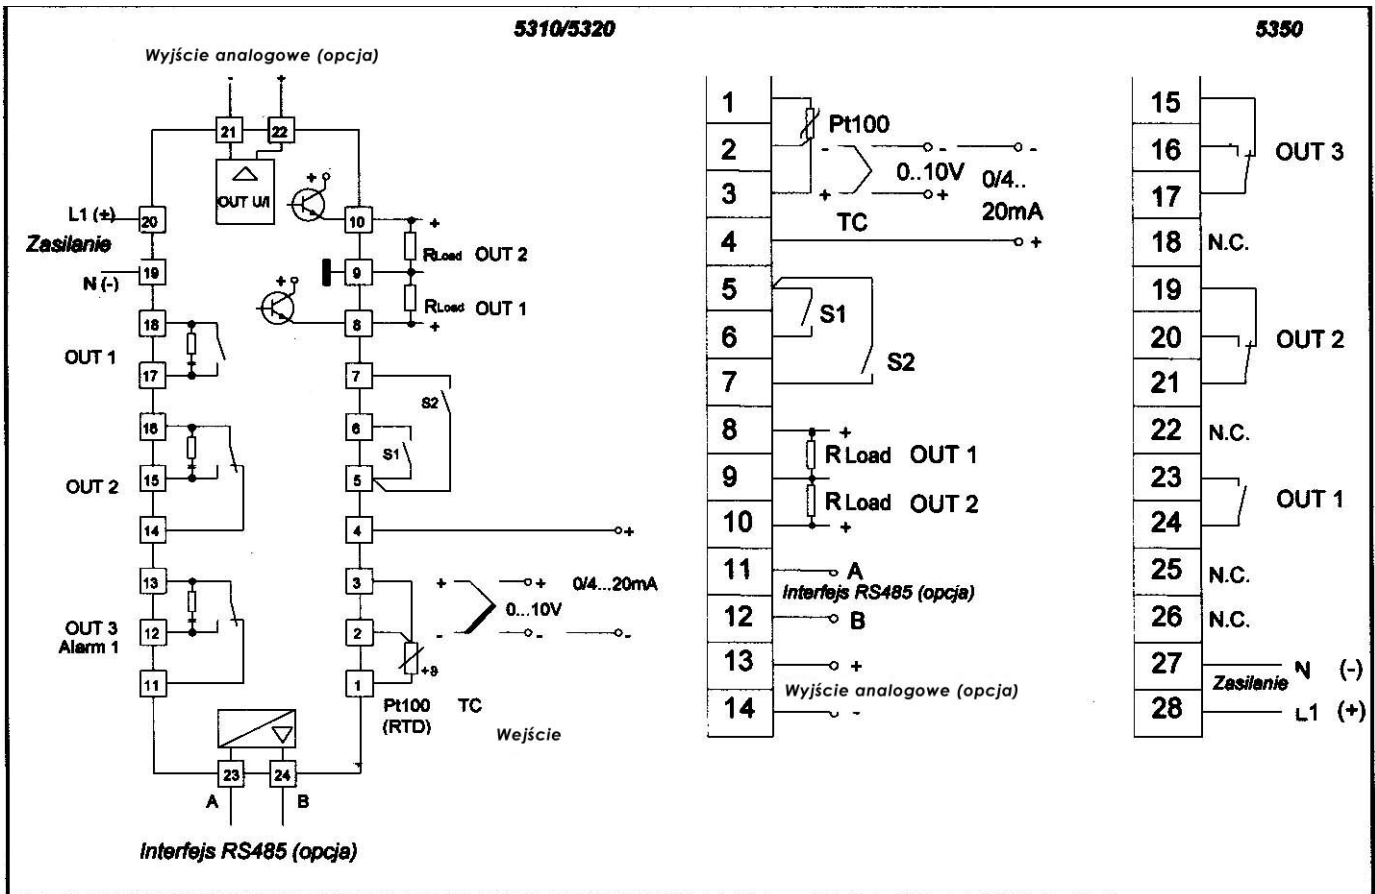 5310/5320
5350
Wyjście analogowe (opcja)
- +
21 22
OUT U/I
+
L1 (+) 20
Zasilanie
N (-) 19
10 +
RLoad OUT 2
9
+
RLoad OUT 1
8 +
18
OUT 1
17
7
S2
16
6
S1
OUT 2
15
5
14
4 +
13
3 + + 0/4...20mA
0...10V
OUT 3
Alarm 1
12
2 - - -
+ϑ
11
1
Pt100
(RTD)
TC
Wejście
23 24
A B
Interfejs RS485 (opcja)
1
Pt100
2 - - -
0..10V
0/4..
20mA
3 + +
TC
4 +
5
S1
6
S2
7
8 +
R Load OUT 1
9
R Load OUT 2
10 +
11 A
Interfejs RS485 (opcja)
12 B
13 +
Wyjście analogowe (opcja)
14 -
15
16 OUT 3
17
18 N.C.
19
20 OUT 2
21
22 N.C.
23
OUT 1
24
25 N.C.
26 N.C.
27 N (-)
Zasilanie
28 L1 (+)